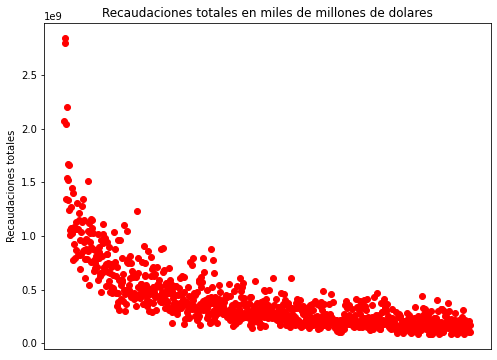 Recaudaciones totales en miles de millones de dolares
1e9
2.5
2.0
1.5
1.0
0.5
0.0
Recaudaciones totales